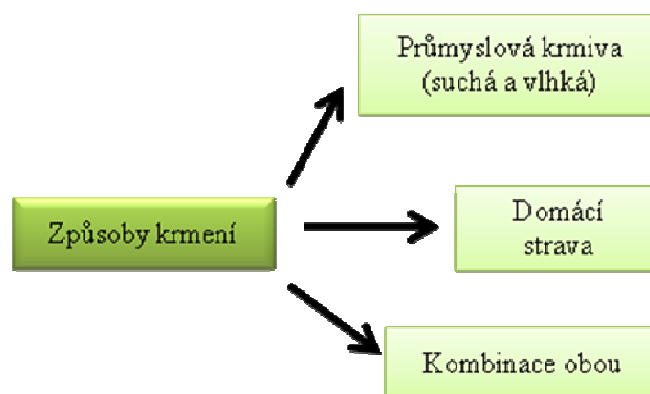 Průmyslová krmiva
(suchá a vlhká)
Způsoby krmení
Domácí
strava
Kombinace obou